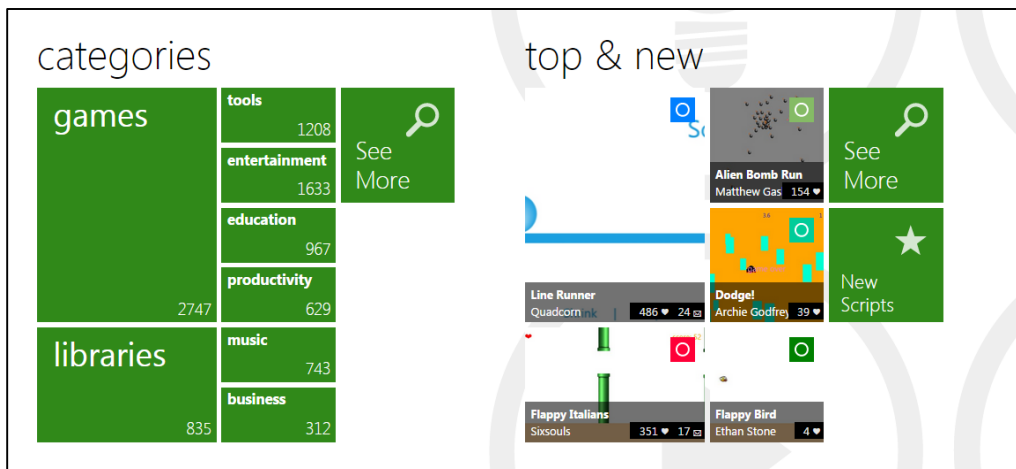 categories
games
2747
libraries
835
tools
1208
entertainment
1633
education
967
productivity
629
music
743
business
312
See
More
top & new
Line Runner
Quadcorn
486 ♥ 24
Alien Bomb Run
Matthew Gas
154 ♥
Dodge!
Archie Godfrey
39 ♥
Flappy Italians
Sixsouls
351 ♥ 17
Flappy Bird
Ethan Stone
4 ♥
See
More
New
Scripts